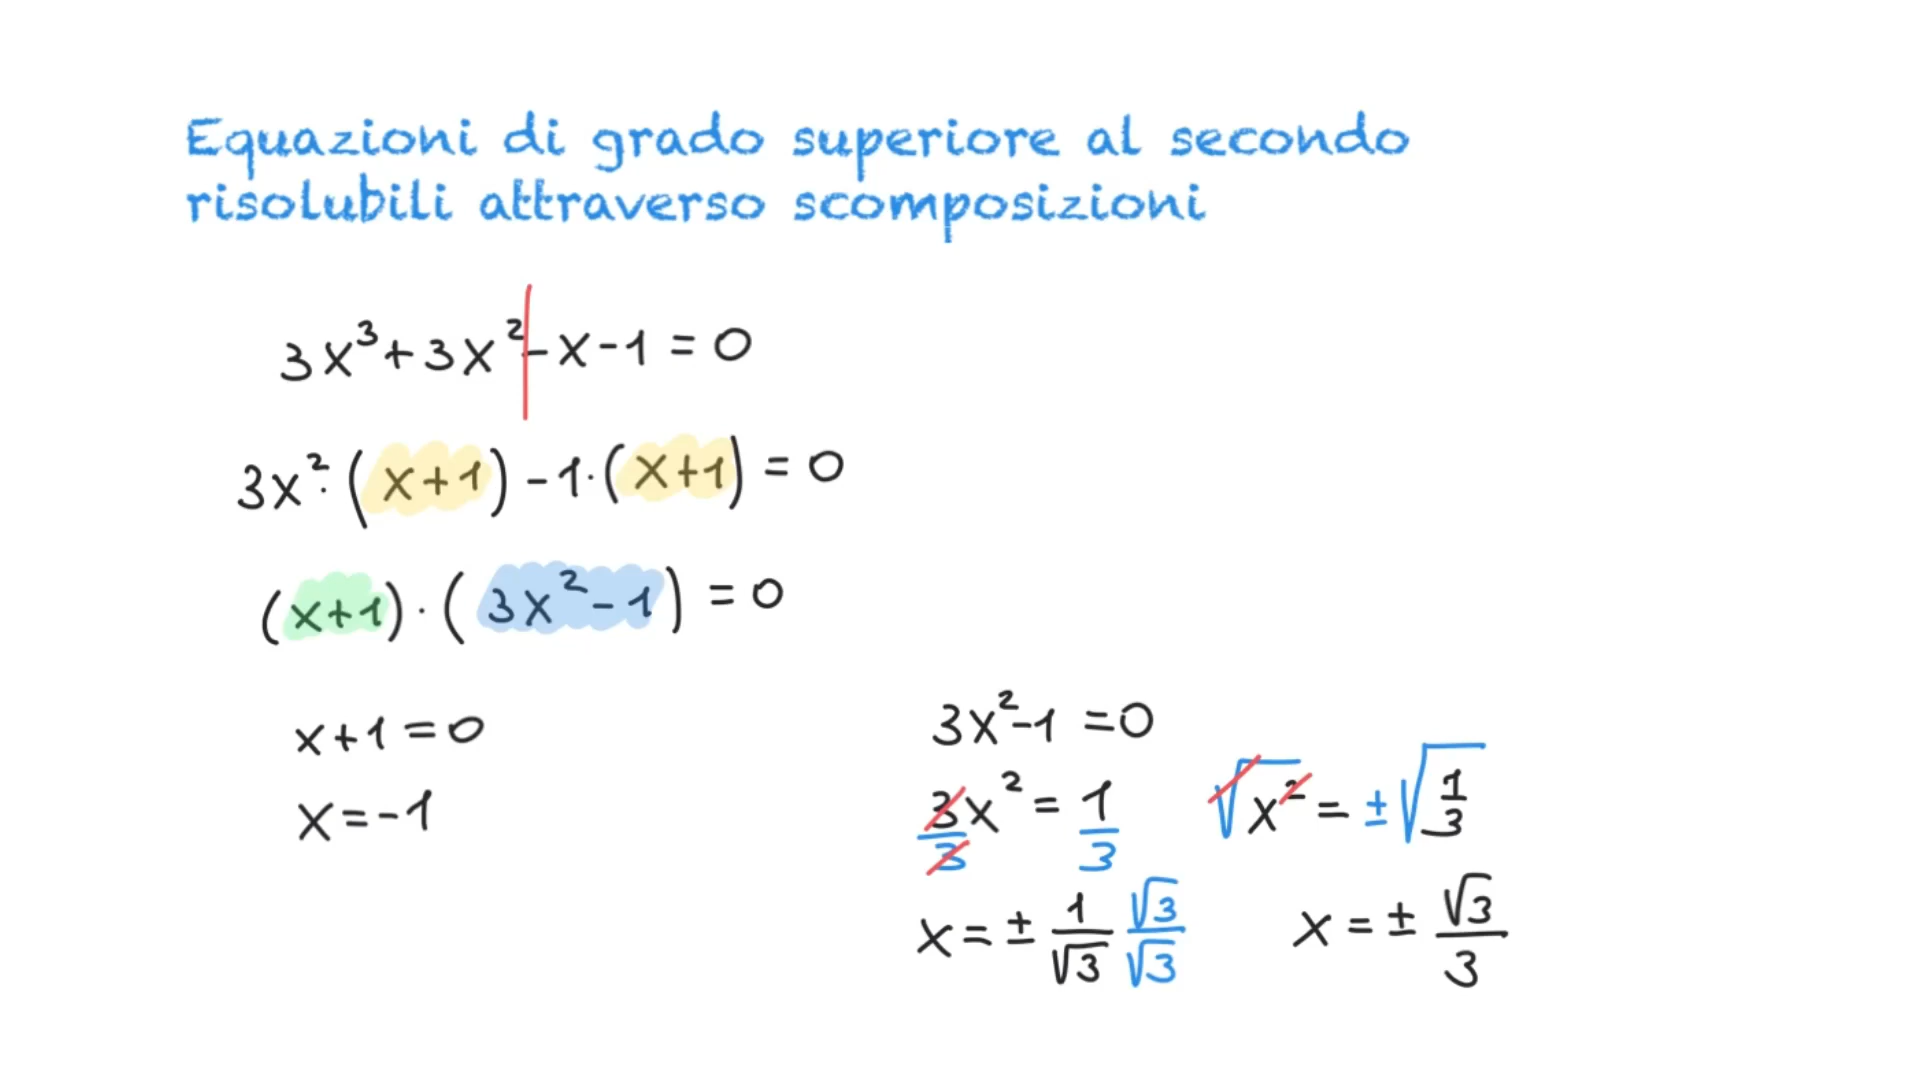 Equazioni di grado superiore al secondo
risolubili attraverso scomposizioni
3x³+3x²|-x-1=0
3x²·(x+1)-1·(x+1)=0
(x+1)·(3x²-1)=0
x+1=0
x=-1
3x²-1=0
3x²/3=1/3
√x²=±√(1/3)
x=±1/√3 √3/√3
x=±√3/3